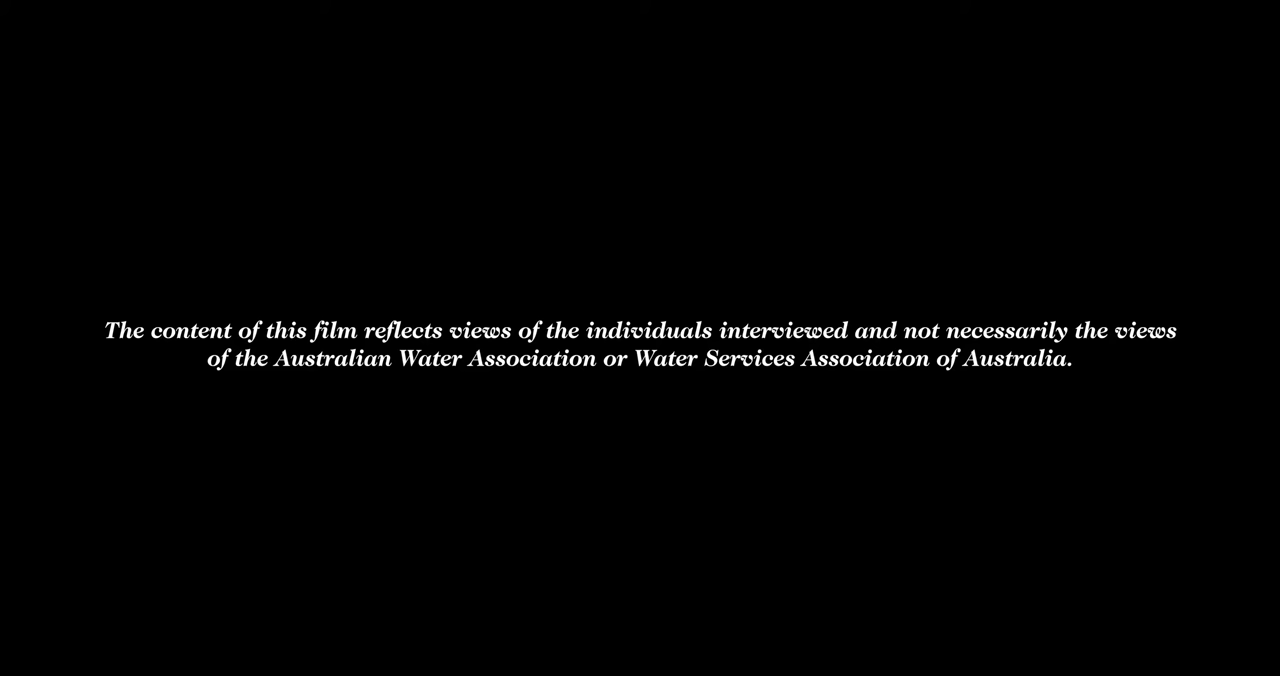 The content of this film reflects views of the individuals interviewed and not necessarily the views
of the Australian Water Association or Water Services Association of Australia.